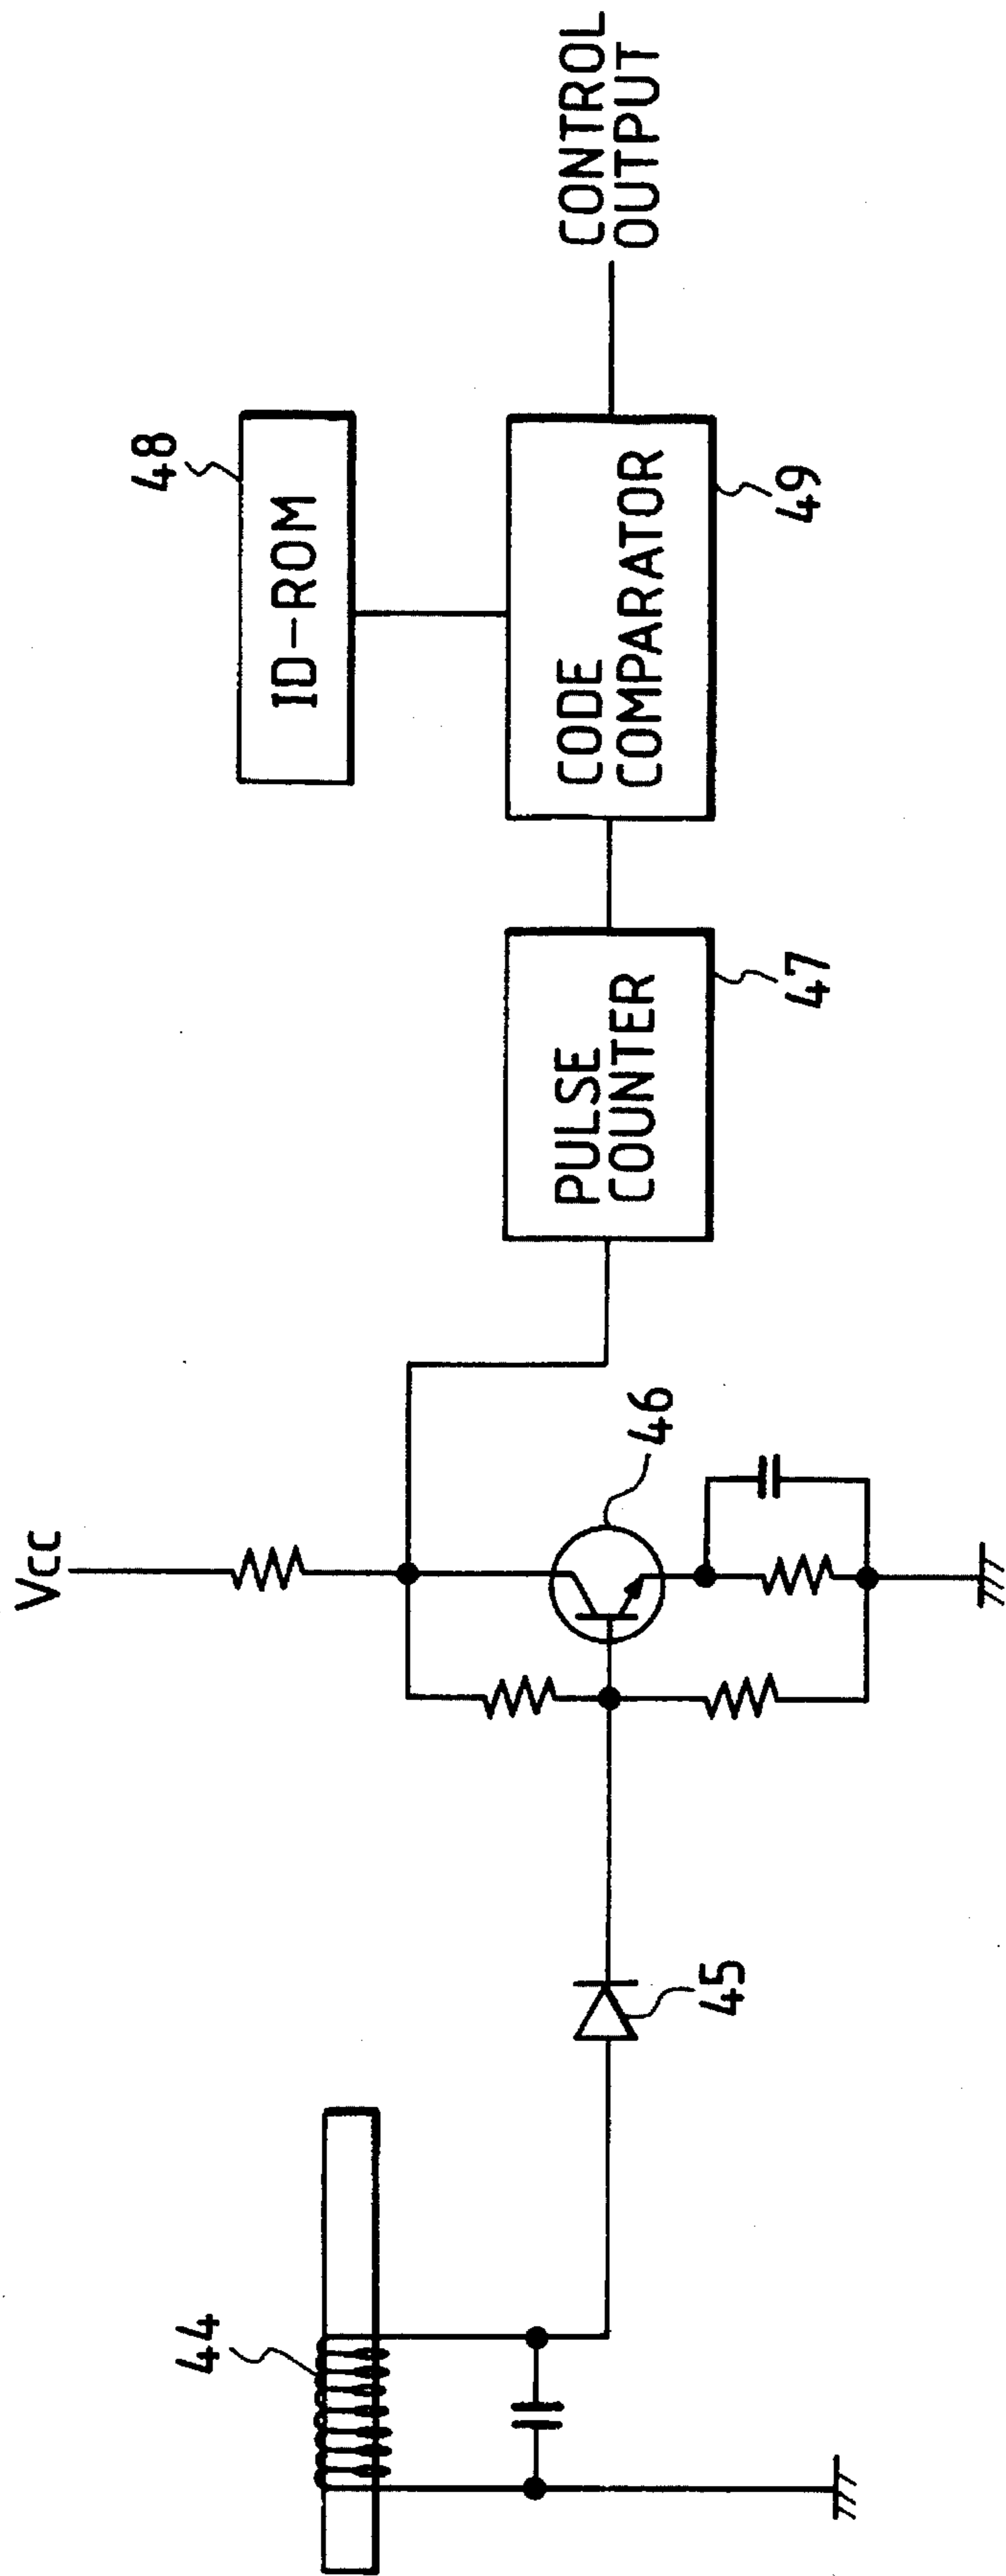 44
45
Vcc
46
PULSE
COUNTER
47
ID-ROM
48
CODE
COMPARATOR
49
CONTROL
OUTPUT